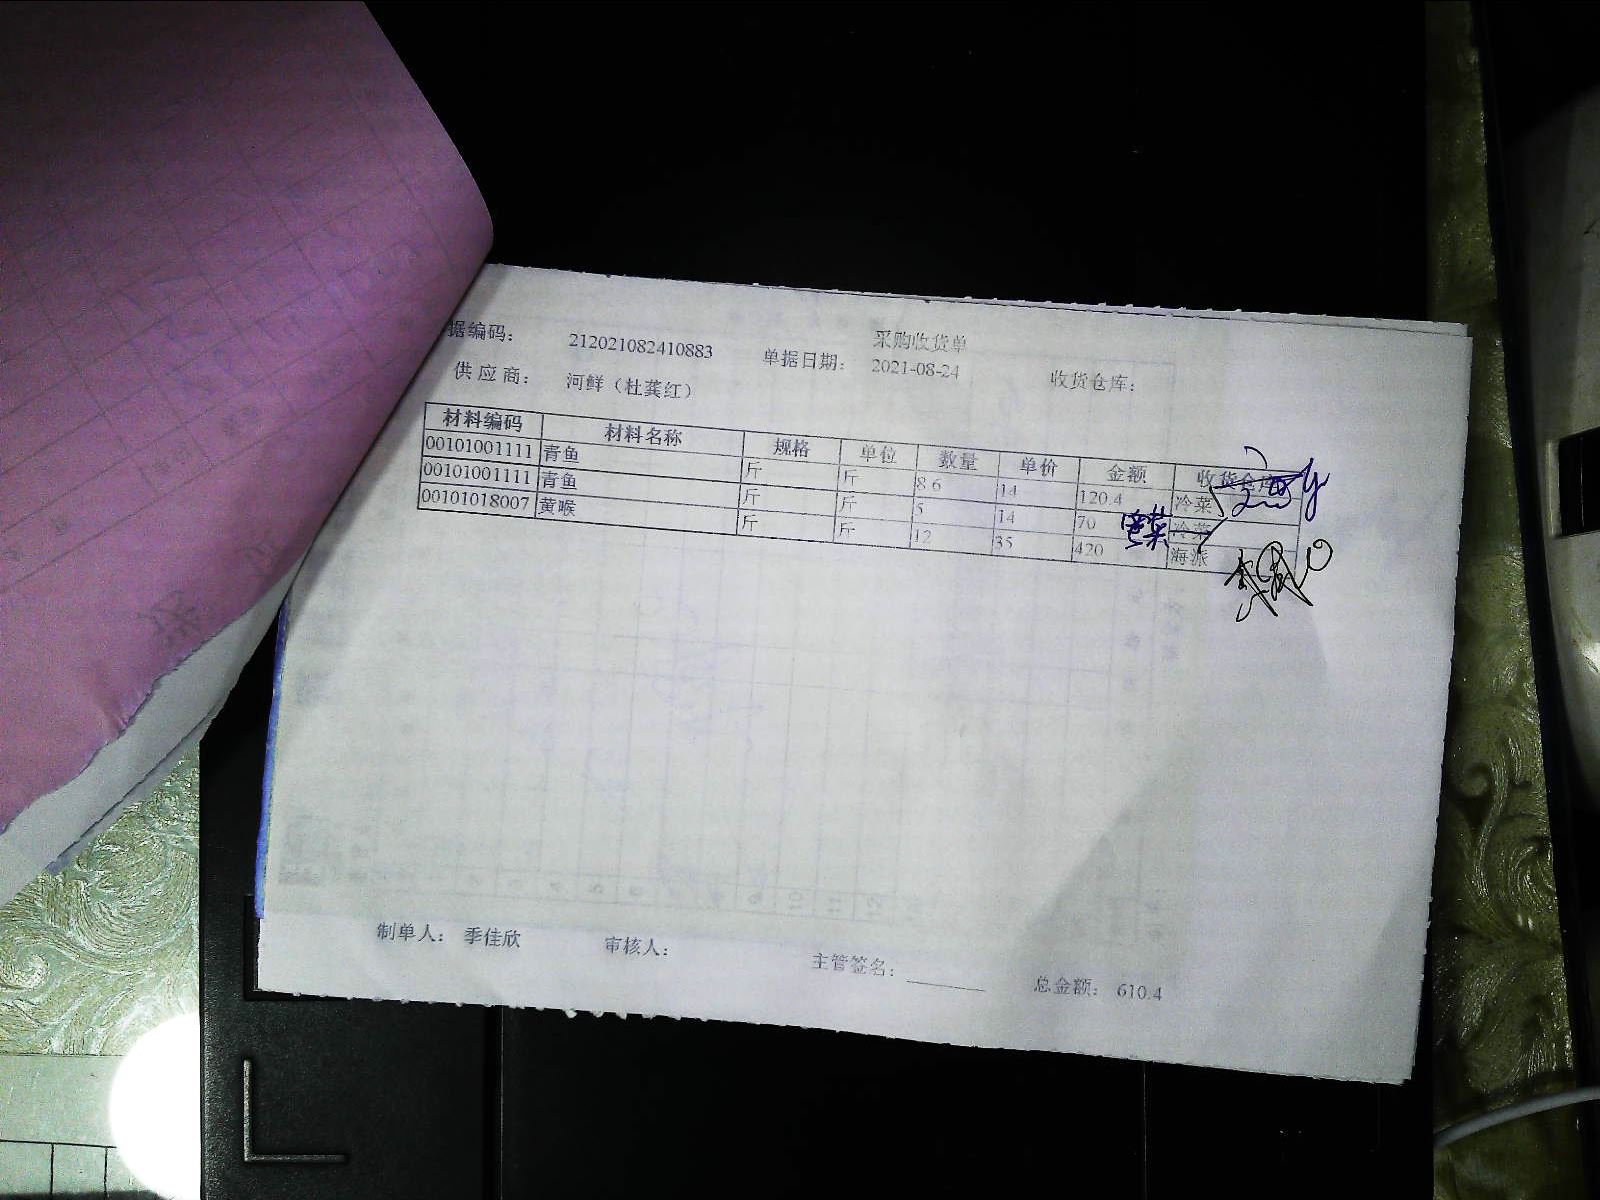 采购收货单
据编码： 212021082410883 单据日期： 2021-08-24 收货仓库：
供应商： 河鲜（杜龚红）
材料编码 材料名称 规格 单位 数量 单价 金额 收货仓库
00101001111 青鱼 斤 斤 8.6 14 120.4 冷菜
00101001111 青鱼 斤 斤 5 14 70 冷菜
00101018007 黄喉 斤 斤 12 35 420 海派
制单人： 季佳欣 审核人： 主管签名： 总金额： 610.4